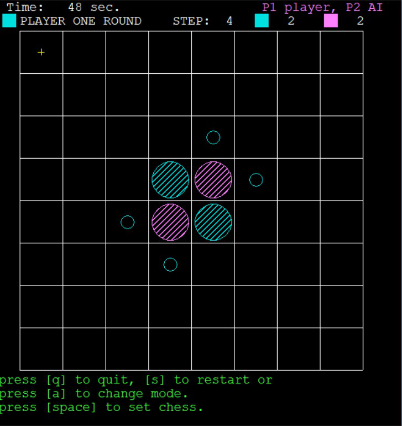 Time:   48 sec.                  P1 player, P2 AI
PLAYER ONE ROUND    STEP:  4     2     2
press [q] to quit, [s] to restart or
press [a] to change mode.
press [space] to set chess.